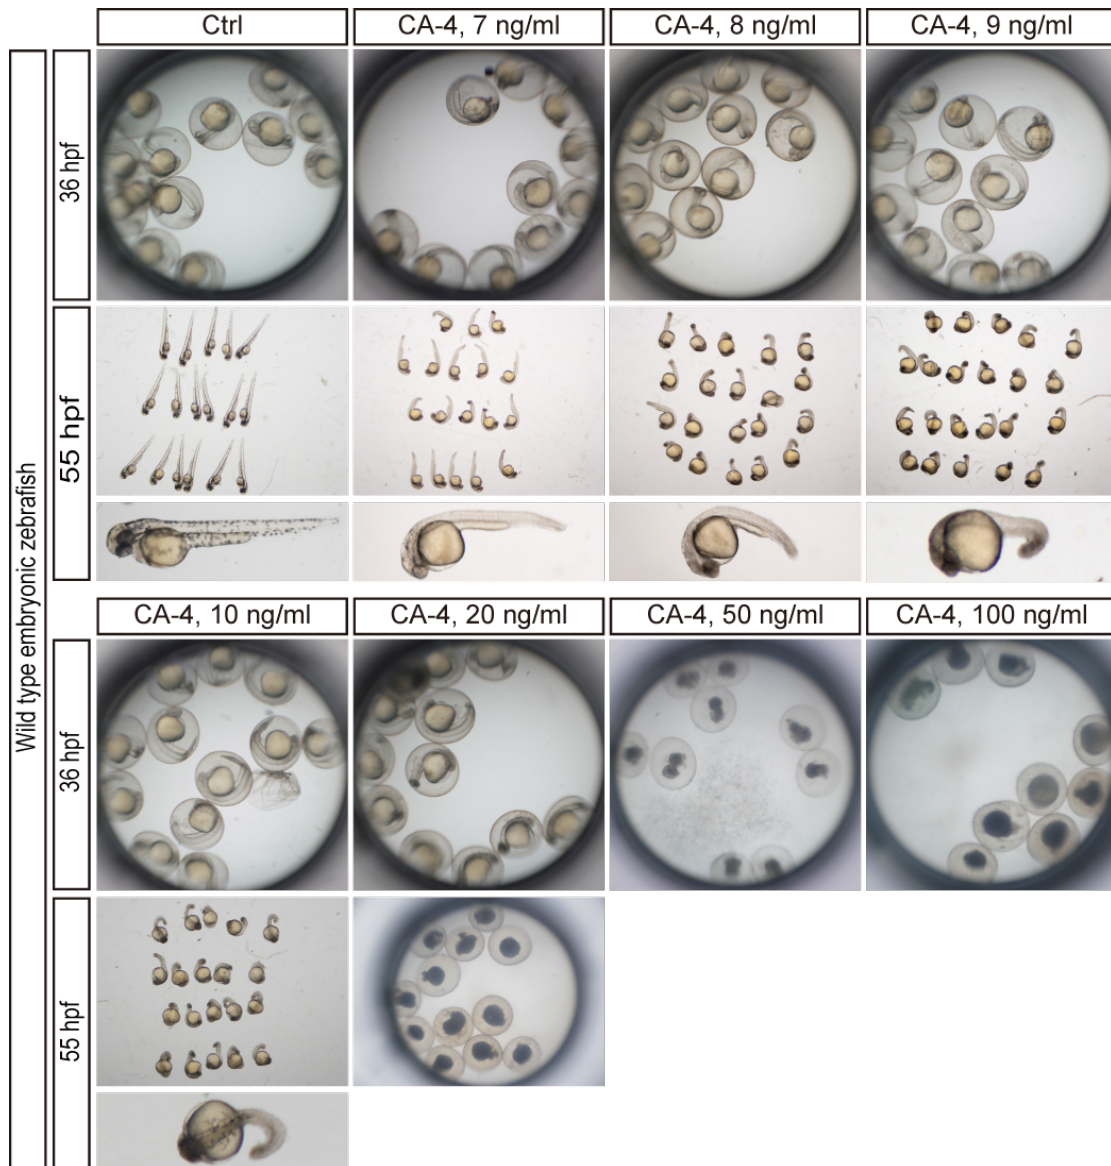 Ctrl
CA-4, 7 ng/ml
CA-4, 8 ng/ml
CA-4, 9 ng/ml
Wild type embryonic zebrafish
36 hpf
55 hpf
CA-4, 10 ng/ml
CA-4, 20 ng/ml
CA-4, 50 ng/ml
CA-4, 100 ng/ml
36 hpf
55 hpf